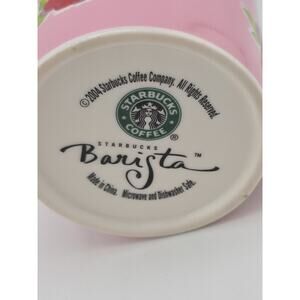 ©2004 Starbucks Coffee Company. All Rights Reserved
STARBUCKS
COFFEE
®
STARBUCKS
Barista™
Made in China. Microwave and Dishwasher Safe.